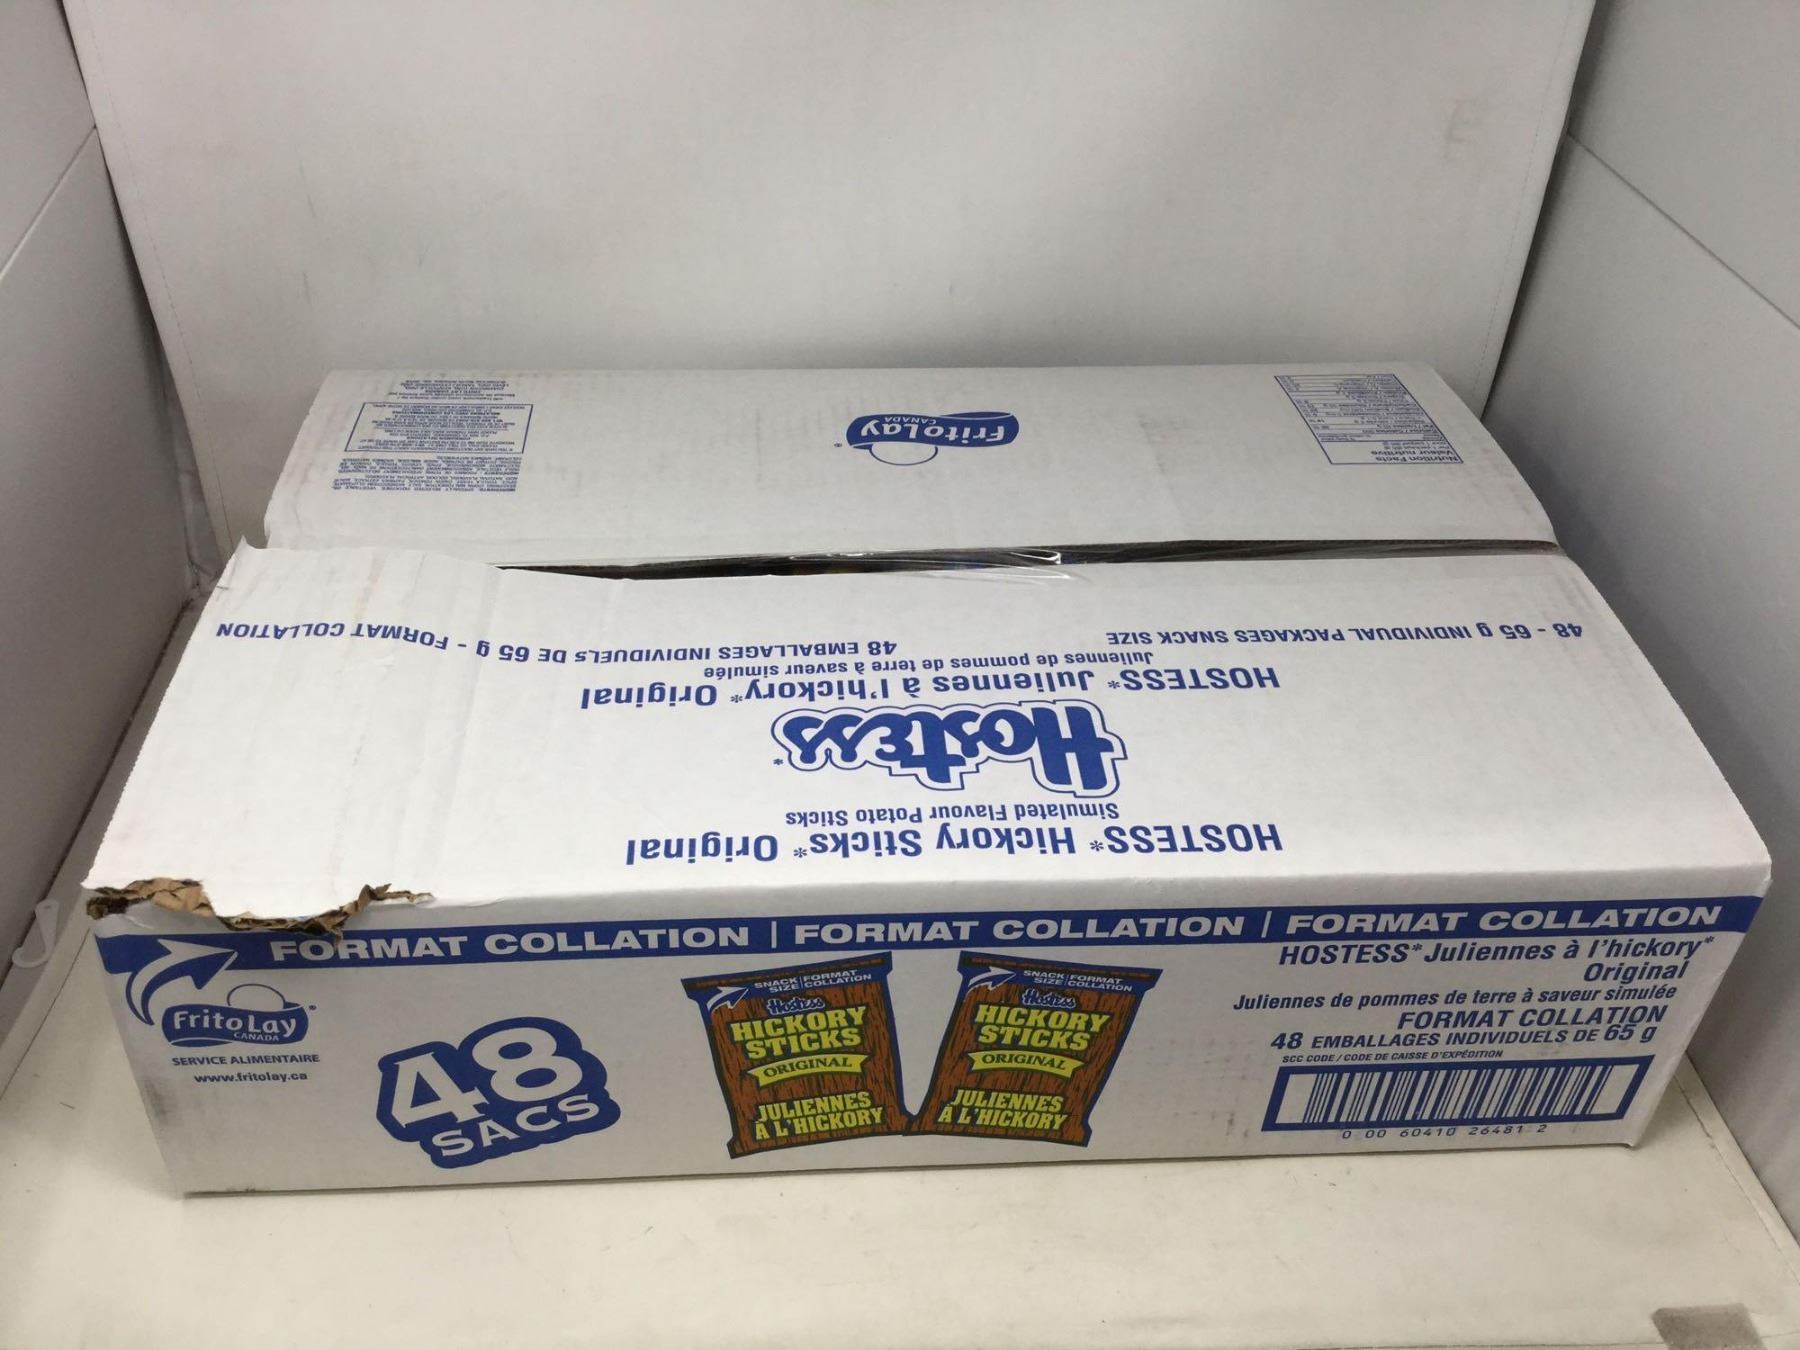 FritoLay
CANADA
Nutrition Facts
Valeur nutritive
48 - 65 g INDIVIDUAL PACKAGES SNACK SIZE
48 EMBALLAGES INDIVIDUELS DE 65 g - FORMAT COLLATION
HOSTESS* Juliennes à l'hickory* Original
Juliennes de pommes de terre à saveur simulée
Hostess*
HOSTESS* Hickory Sticks* Original
Simulated Flavour Potato Sticks
FORMAT COLLATION | FORMAT COLLATION | FORMAT COLLATION
FritoLay
CANADA
SERVICE ALIMENTAIRE
www.fritolay.ca
48
SACS
SNACK FORMAT
SIZE COLLATION
Hostess
HICKORY
STICKS
ORIGINAL
JULIENNES
À L'HICKORY
SNACK FORMAT
SIZE COLLATION
Hostess
HICKORY
STICKS
ORIGINAL
JULIENNES
À L'HICKORY
HOSTESS* Juliennes à l'hickory*
Original
Juliennes de pommes de terre à saveur simulée
FORMAT COLLATION
48 EMBALLAGES INDIVIDUELS DE 65 g
SCC CODE / CODE DE CAISSE D'EXPÉDITION
0 00 60410 26481 2